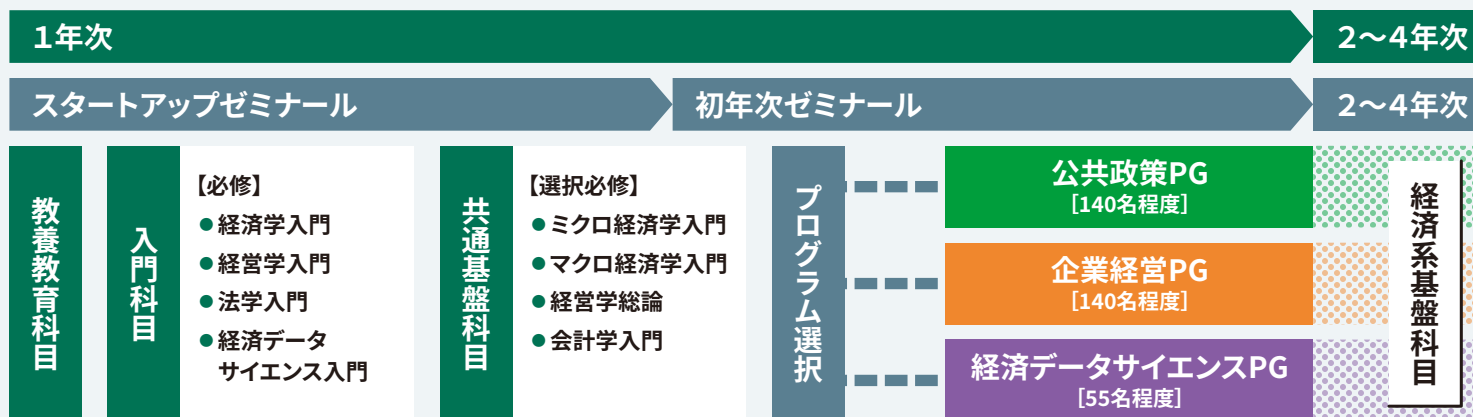 1年次
2〜4年次
スタートアップゼミナール
初年次ゼミナール
2〜4年次
教養教育科目
入門科目
【必修】
●経済学入門
●経営学入門
●法学入門
●経済データ
サイエンス入門
共通基盤科目
【選択必修】
●ミクロ経済学入門
●マクロ経済学入門
●経営学総論
●会計学入門
プログラム選択
公共政策PG
[140名程度]
企業経営PG
[140名程度]
経済データサイエンスPG
[55名程度]
経済系基盤科目